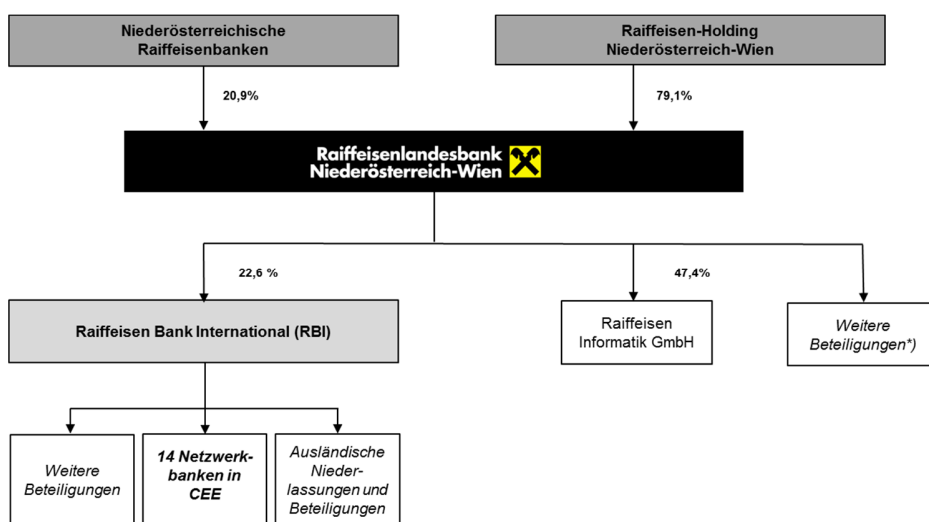 Niederösterreichische
Raiffeisenbanken
Raiffeisen-Holding
Niederösterreich-Wien
20,9%
79,1%
Raiffeisenlandesbank
Niederösterreich-Wien
22,6 %
47,4%
Raiffeisen Bank International (RBI)
Raiffeisen
Informatik GmbH
Weitere
Beteiligungen*)
Weitere
Beteiligungen
14 Netzwerk-
banken in
CEE
Ausländische
Nieder-
lassungen und
Beteiligungen